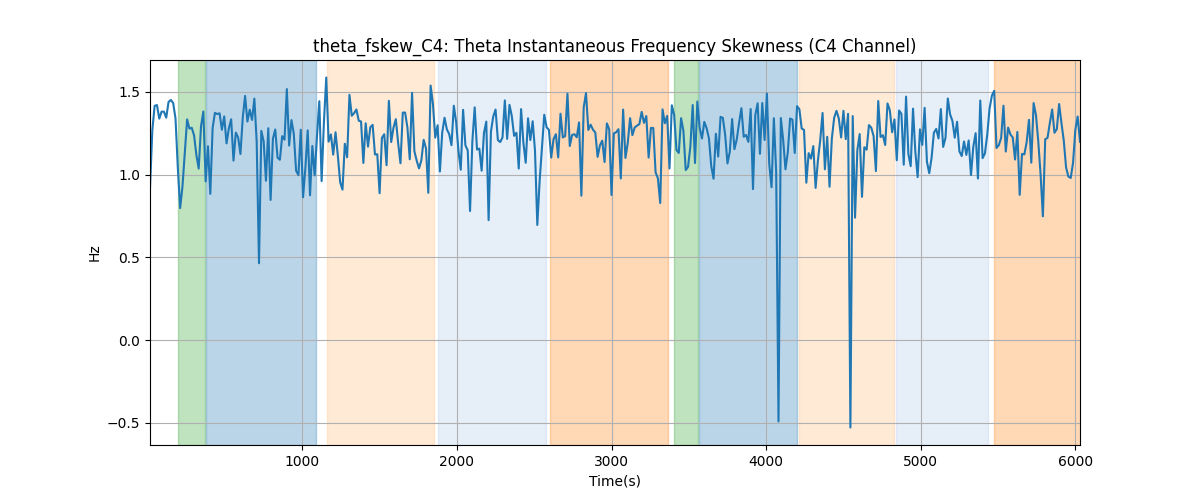 theta_fskew_C4: Theta Instantaneous Frequency Skewness (C4 Channel)
1.5
1.0
0.5
0.0
−0.5
Hz
1000 2000 3000 4000 5000 6000
Time(s)